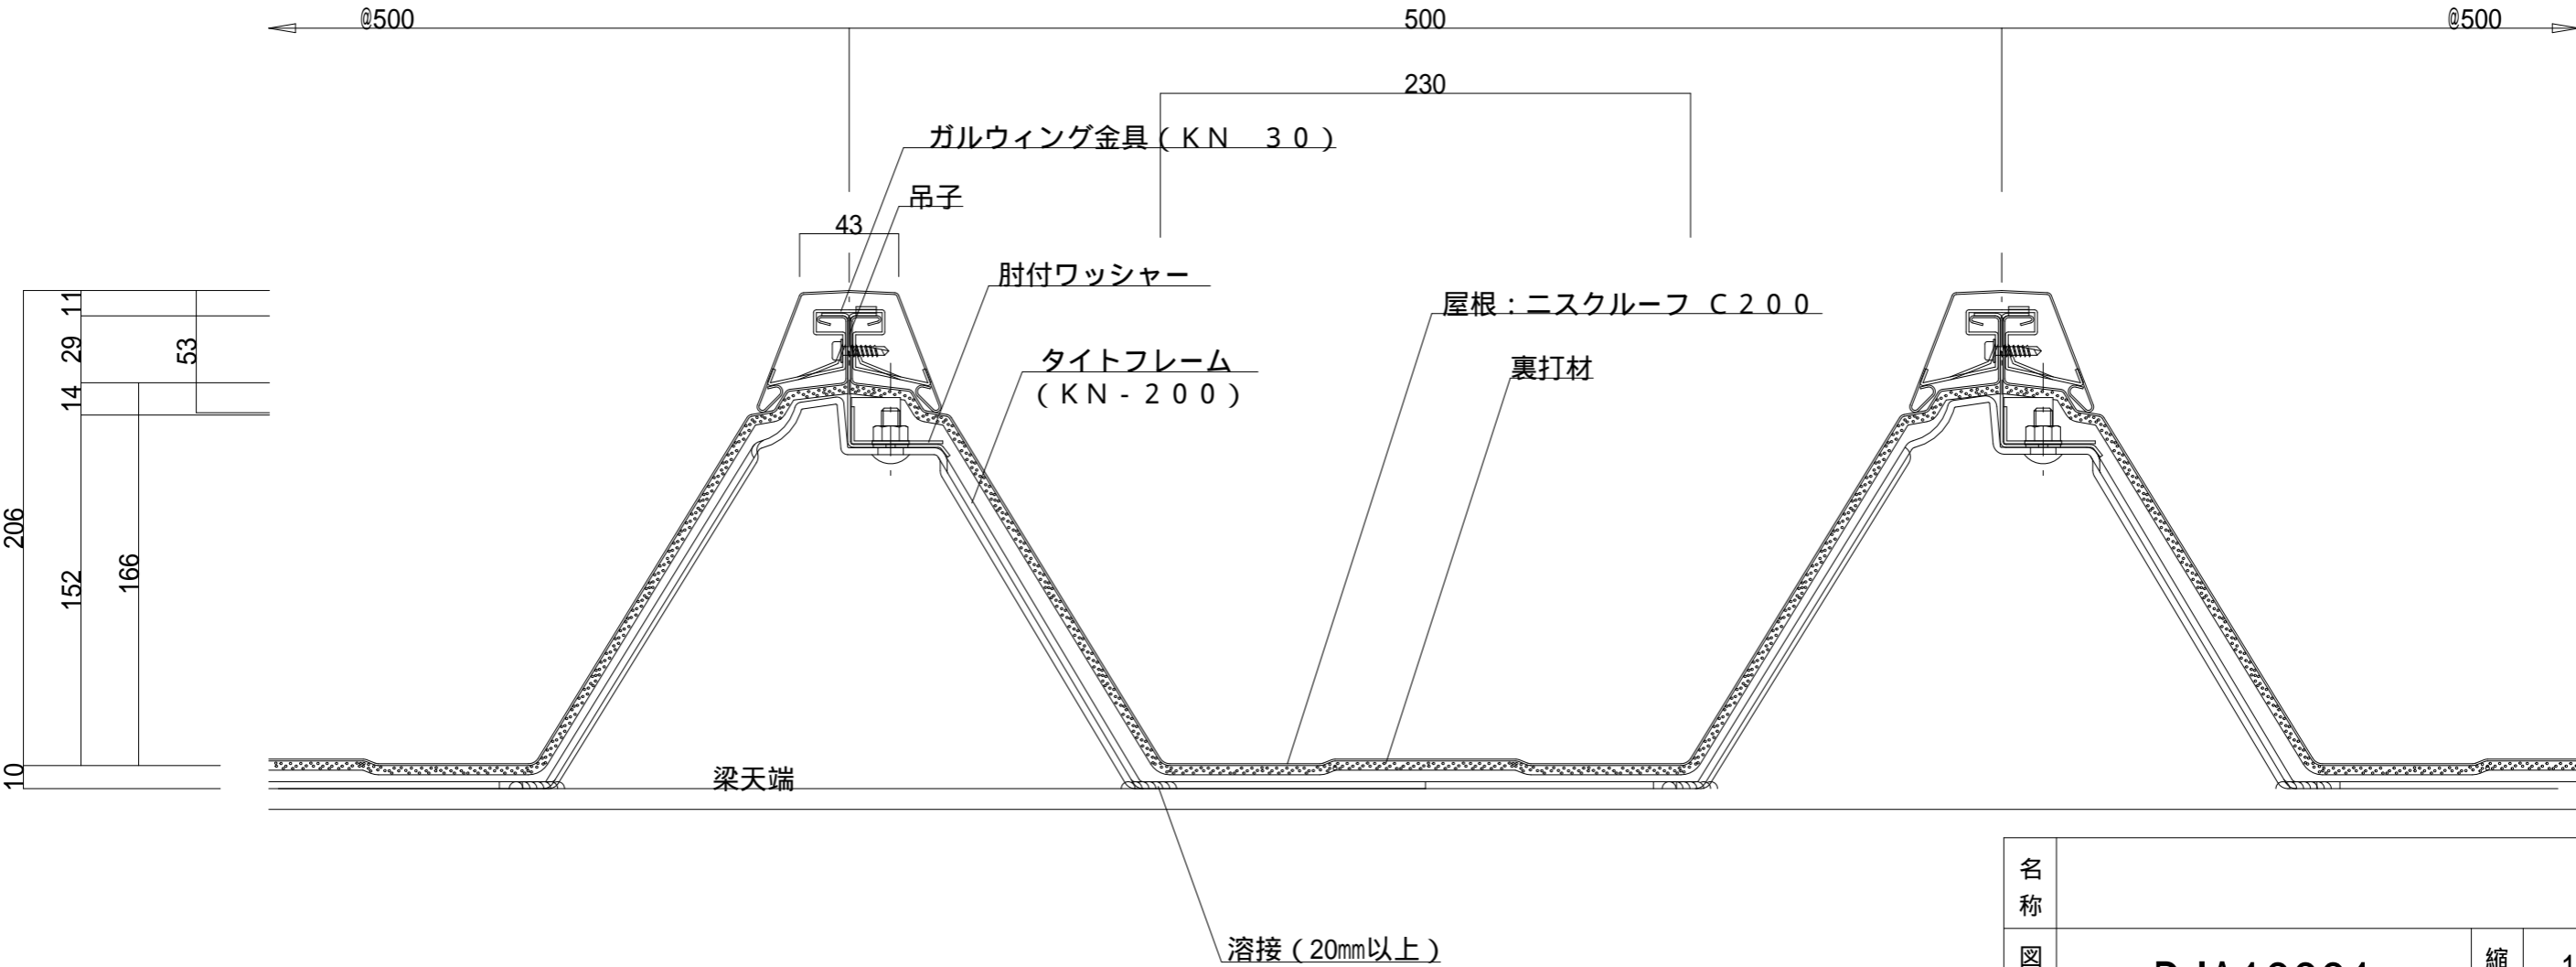 @500
500
@500
230
ガルウィング金具(KN 30)
吊子
43
肘付ワッシャー
屋根:ニスクルーフ C200
タイトフレーム
(KN-200)
裏打材
11
29
53
14
206
152
166
10
梁天端
溶接(20mm以上)
名称
図
縮
1